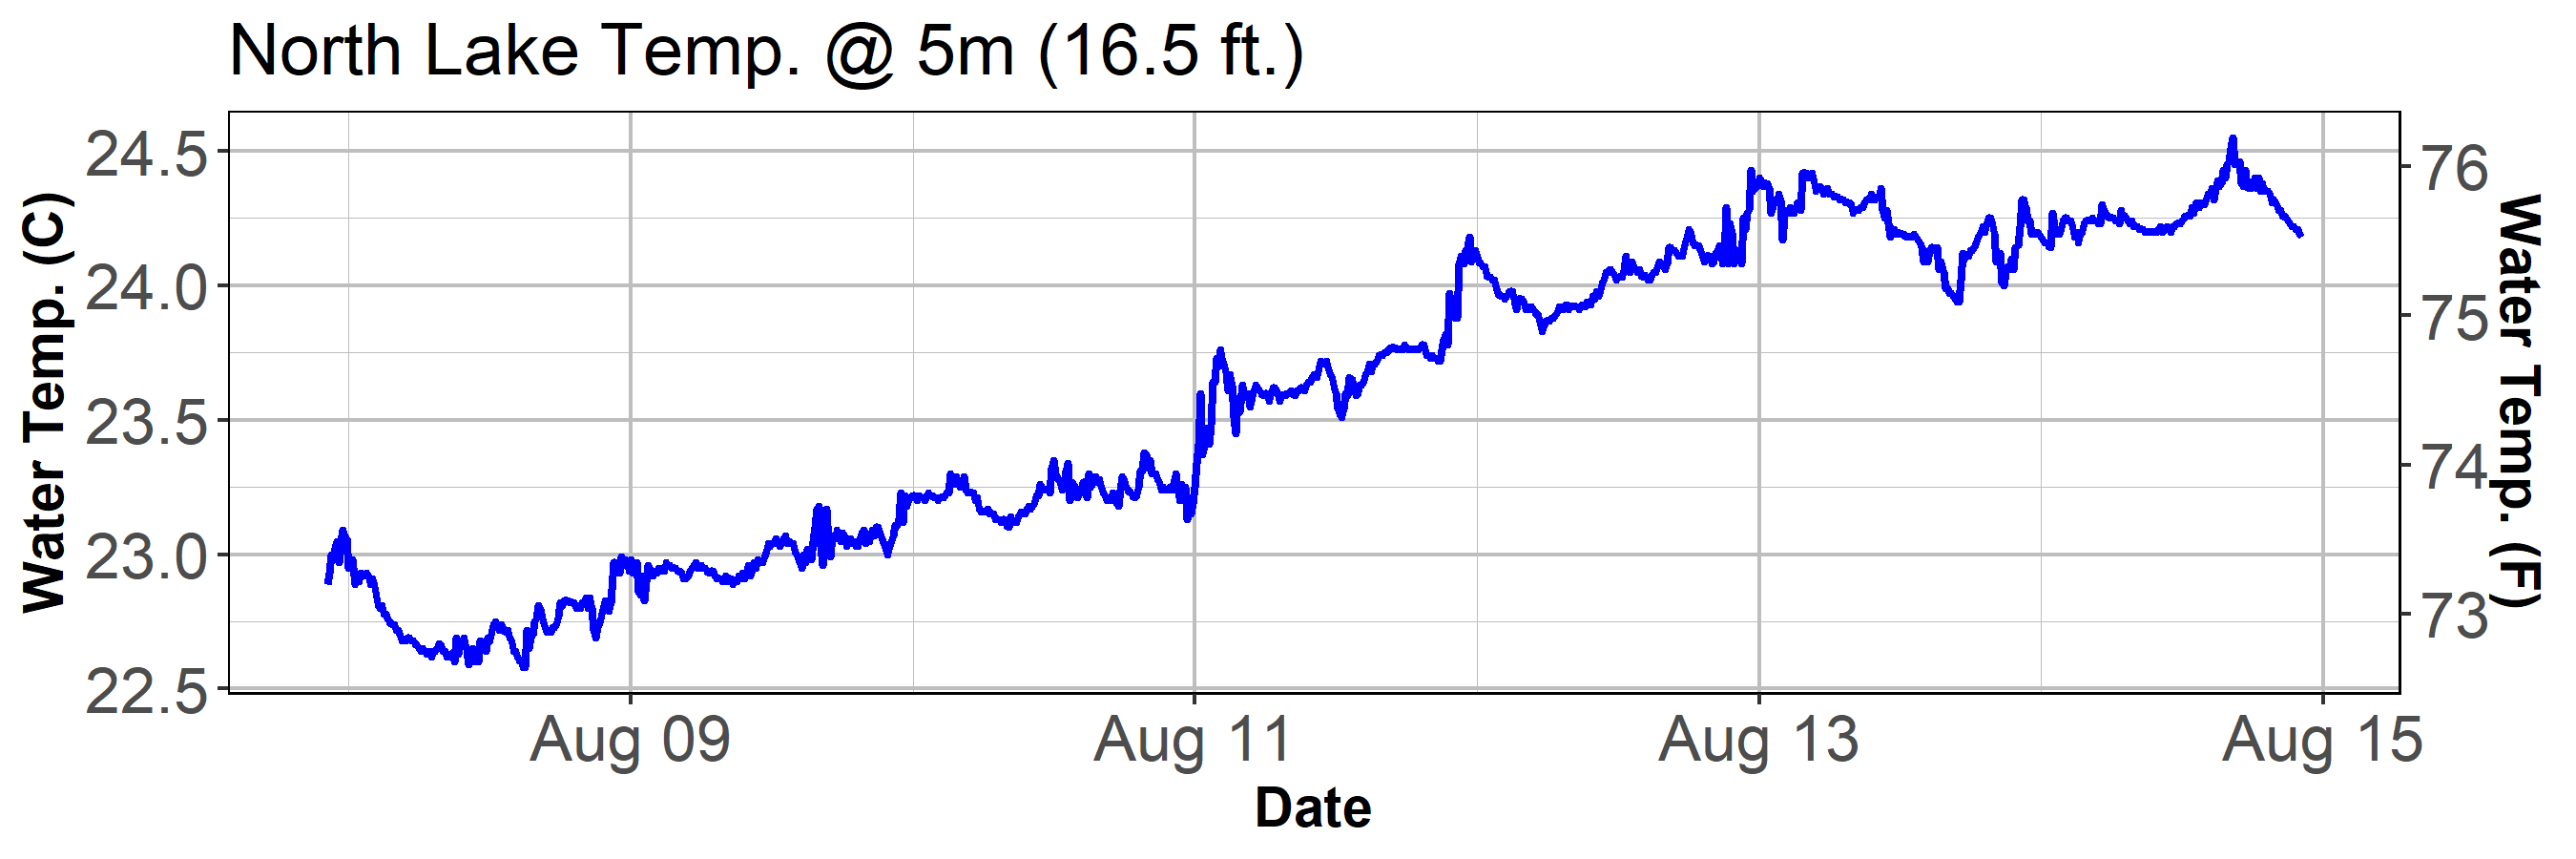 North Lake Temp. @ 5m (16.5 ft.)
Water Temp. (C)
24.5
24.0
23.5
23.0
22.5
76
75
74
73
Water Temp. (F)
Aug 09 Aug 11 Aug 13 Aug 15
Date